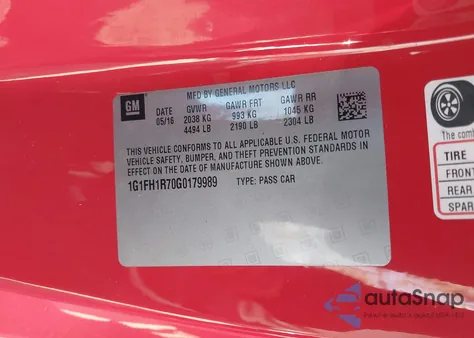 GM
MFD BY GENERAL MOTORS LLC
DATE GVWR GAWR FRT GAWR RR
05/16 2038 KG 993 KG 1045 KG
4494 LB 2190 LB 2304 LB
THIS VEHICLE CONFORMS TO ALL APPLICABLE U.S. FEDERAL MOTOR
VEHICLE SAFETY, BUMPER, AND THEFT PREVENTION STANDARDS IN
EFFECT ON THE DATE OF MANUFACTURE SHOWN ABOVE.
1G1FH1R70G0179989 TYPE: PASS CAR
The com
TIRE
FRONT
REAR
SPAR
autoSnap